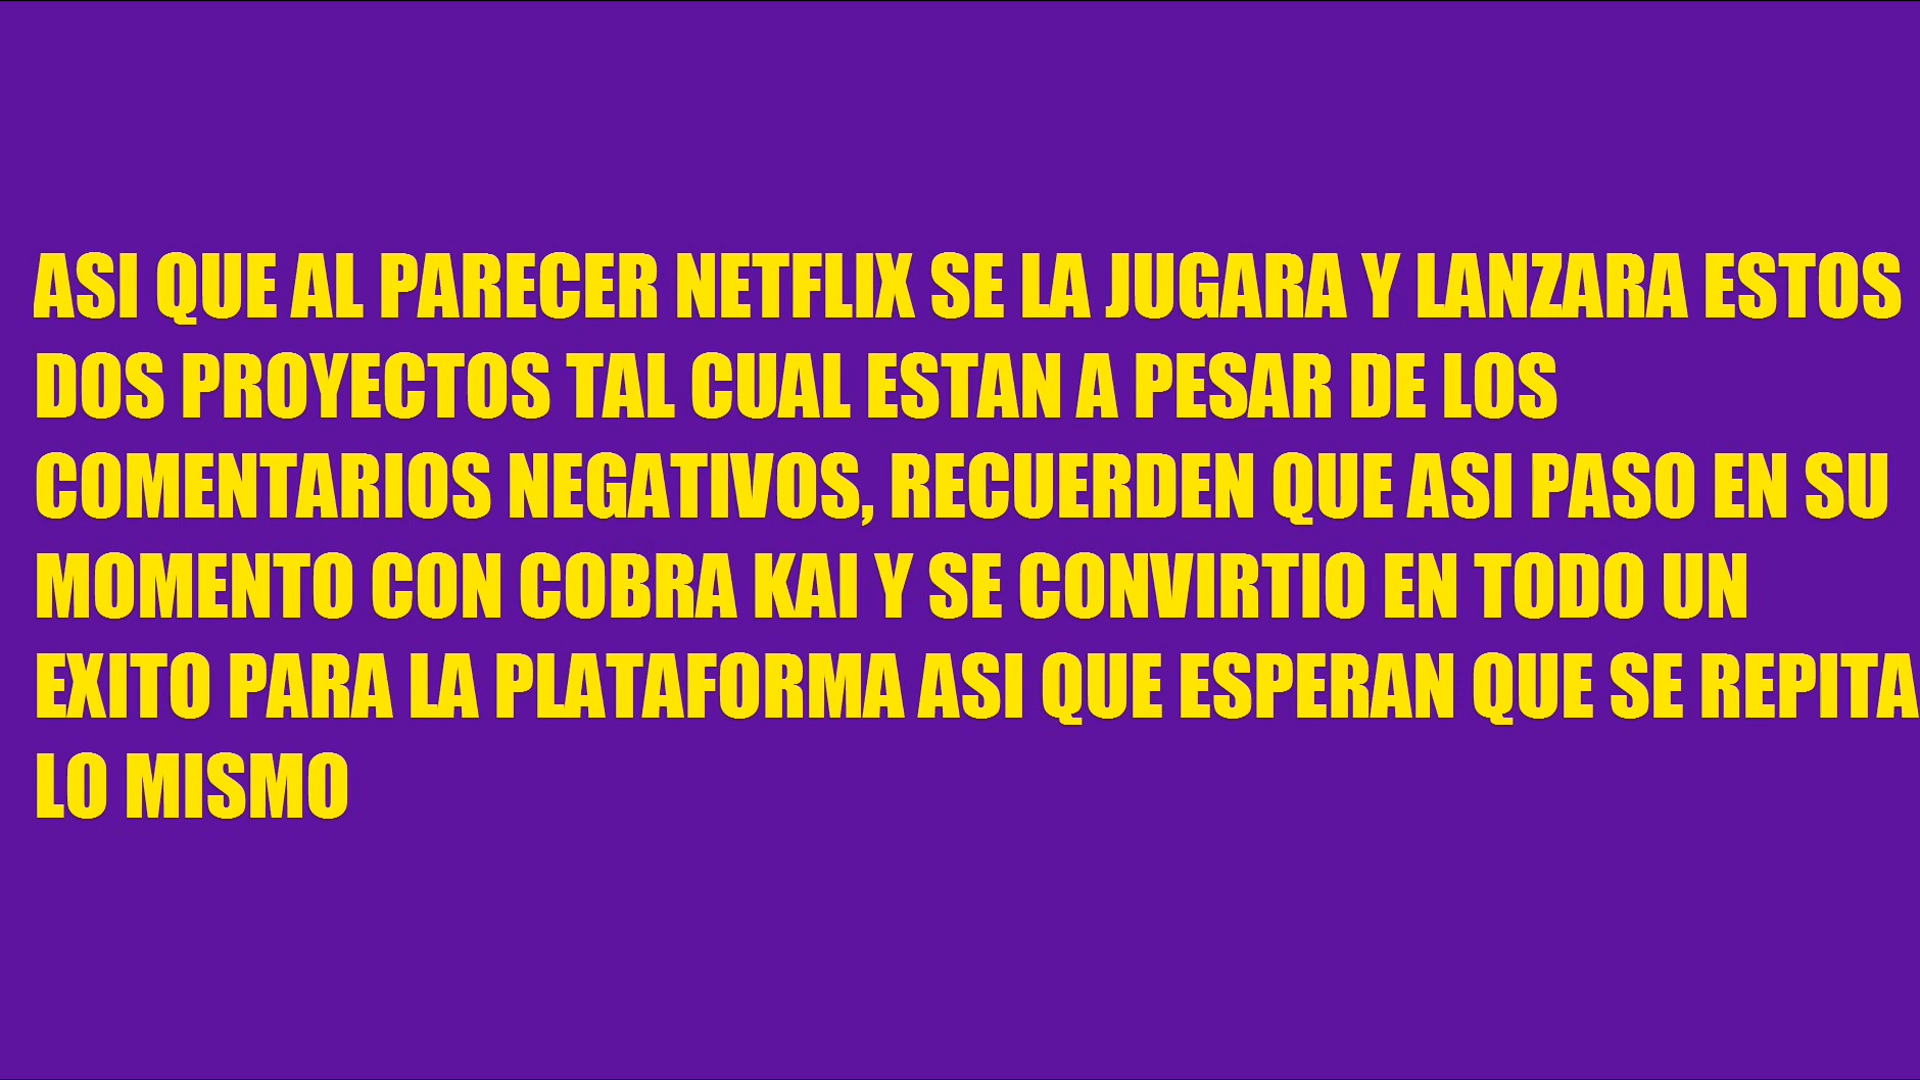 ASI QUE AL PARECER NETFLIX SE LA JUGARA Y LANZARA ESTOS
DOS PROYECTOS TAL CUAL ESTAN A PESAR DE LOS
COMENTARIOS NEGATIVOS, RECUERDEN QUE ASI PASO EN SU
MOMENTO CON COBRA KAI Y SE CONVIRTIO EN TODO UN
EXITO PARA LA PLATAFORMA ASI QUE ESPERAN QUE SE REPITA
LO MISMO